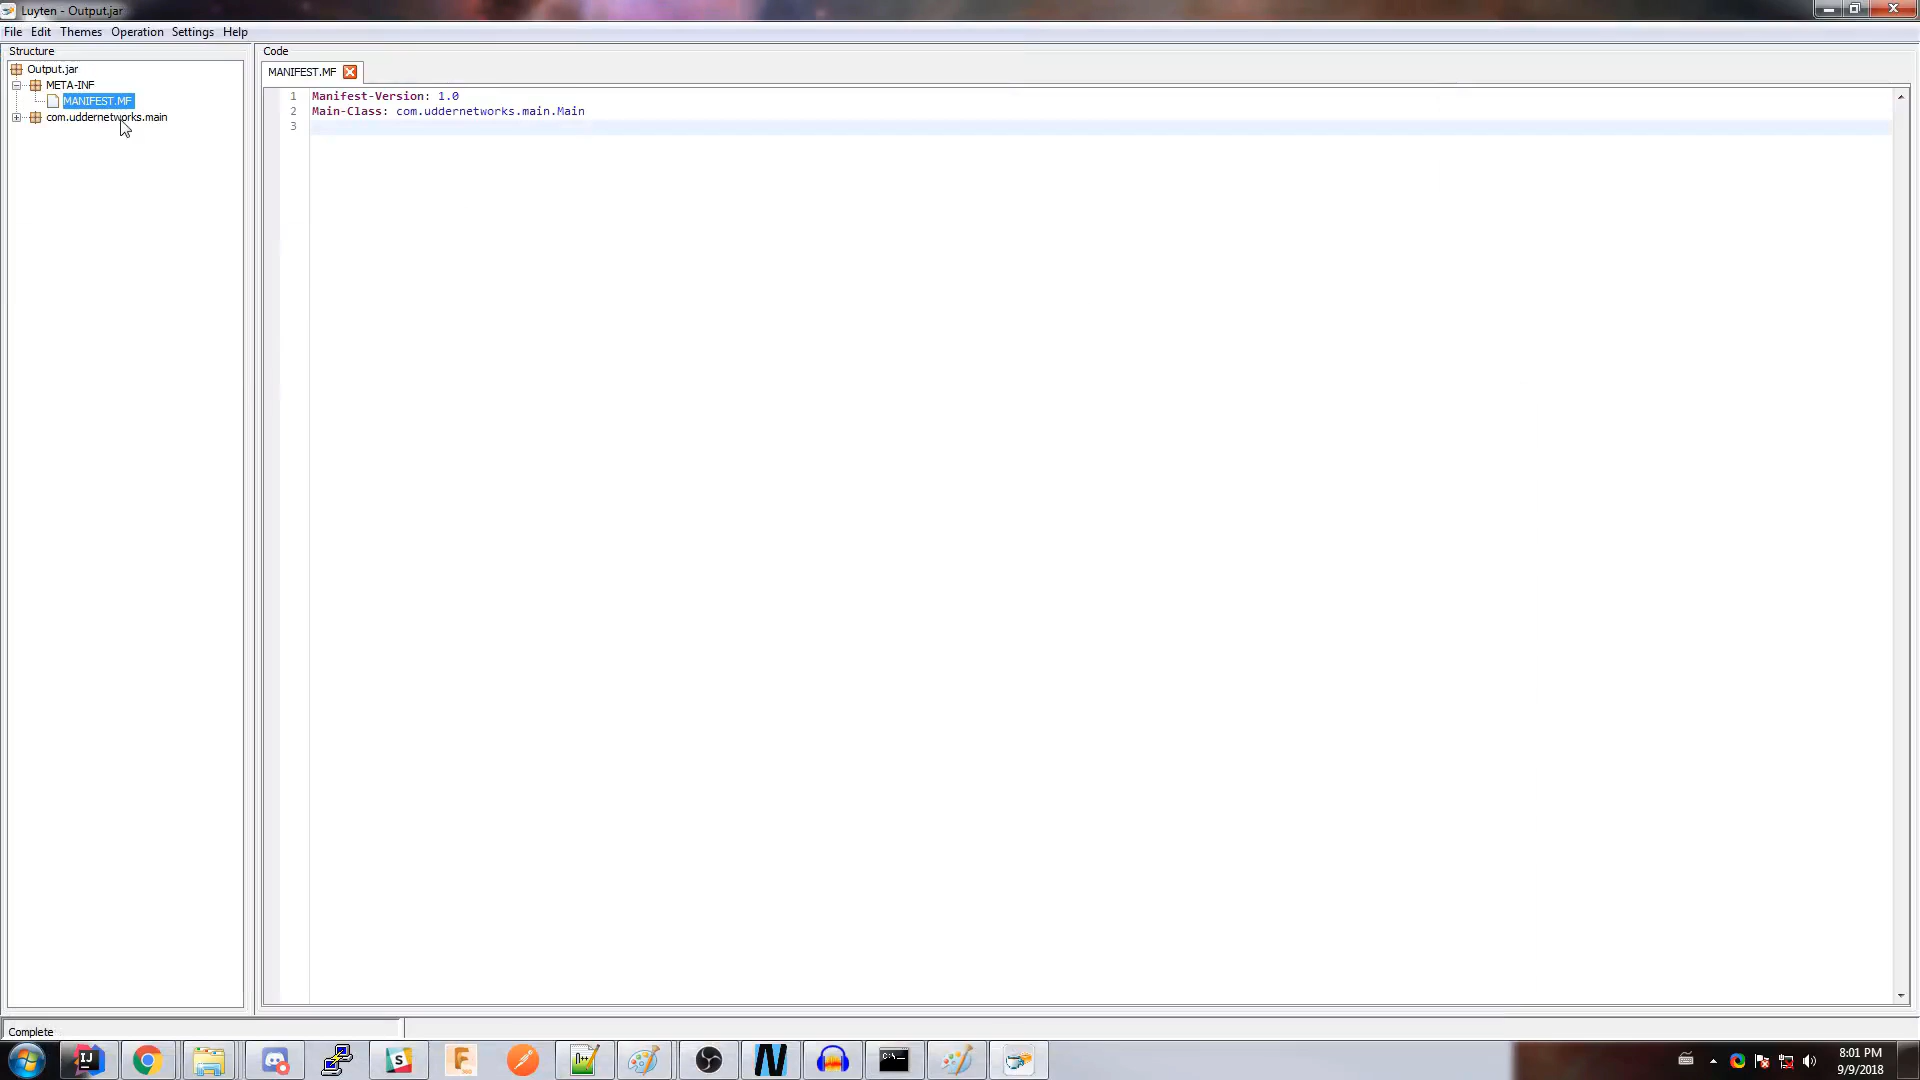 Luyten - Output.jar
File Edit Themes Operation Settings Help
Structure
Code
Output.jar
META-INF
MANIFEST.MF
com.uddernetworks.main
MANIFEST.MF
1 Manifest-Version: 1.0
2 Main-Class: com.uddernetworks.main.Main
3
Complete
IJ
S
F
C:\_
8:01 PM
9/9/2018